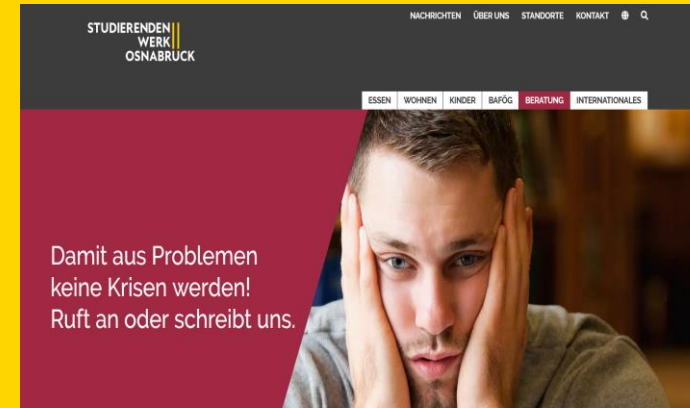 NACHRICHTEN ÜBER UNS STANDORTE KONTAKT
STUDIERENDEN
WERK
OSNABRÜCK
ESSEN WOHNEN KINDER BAFÖG BERATUNG INTERNATIONALES
Damit aus Problemen
keine Krisen werden!
Ruft an oder schreibt uns.